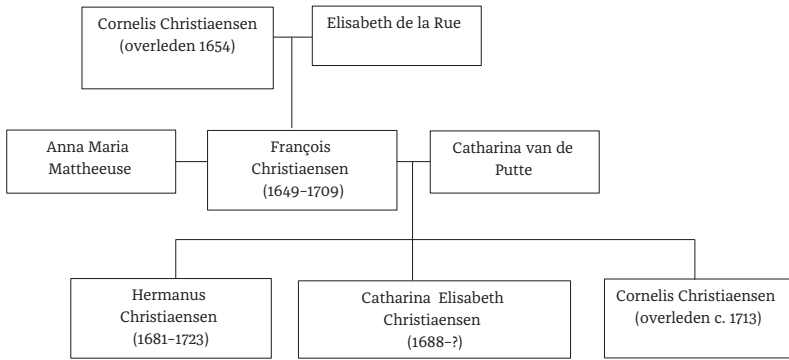 Cornelis Christiaensen
(overleden 1654)
Elisabeth de la Rue
Anna Maria
Mattheeuse
François
Christiaensen
(1649–1709)
Catharina van de
Putte
Hermanus
Christiaensen
(1681–1723)
Catharina Elisabeth
Christiaensen
(1688–?)
Cornelis Christiaensen
(overleden c. 1713)